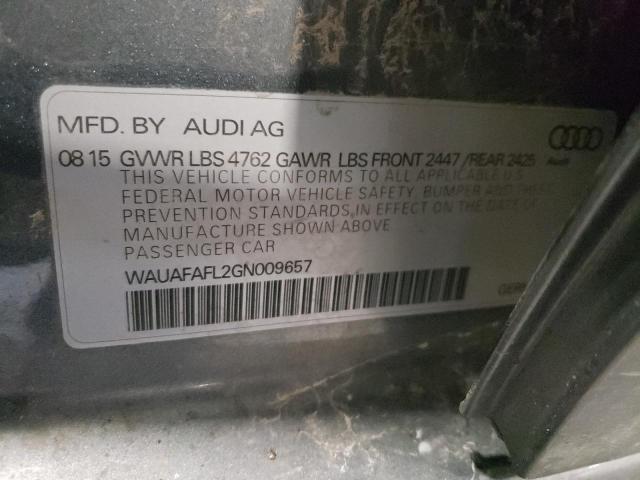 MFD. BY AUDI AG
08 15 GVWR LBS 4762 GAWR LBS FRONT 2447 /REAR 2425
Audi
THIS VEHICLE CONFORMS TO ALL APPLICABLE U.S
FEDERAL MOTOR VEHICLE SAFETY, BUMPER AND THEFT
PREVENTION STANDARDS, IN EFFECT ON THE DATE OF
MANUFACTURE SHOWN ABOVE
PASSENGER CAR
WAUAFAFL2GN009657